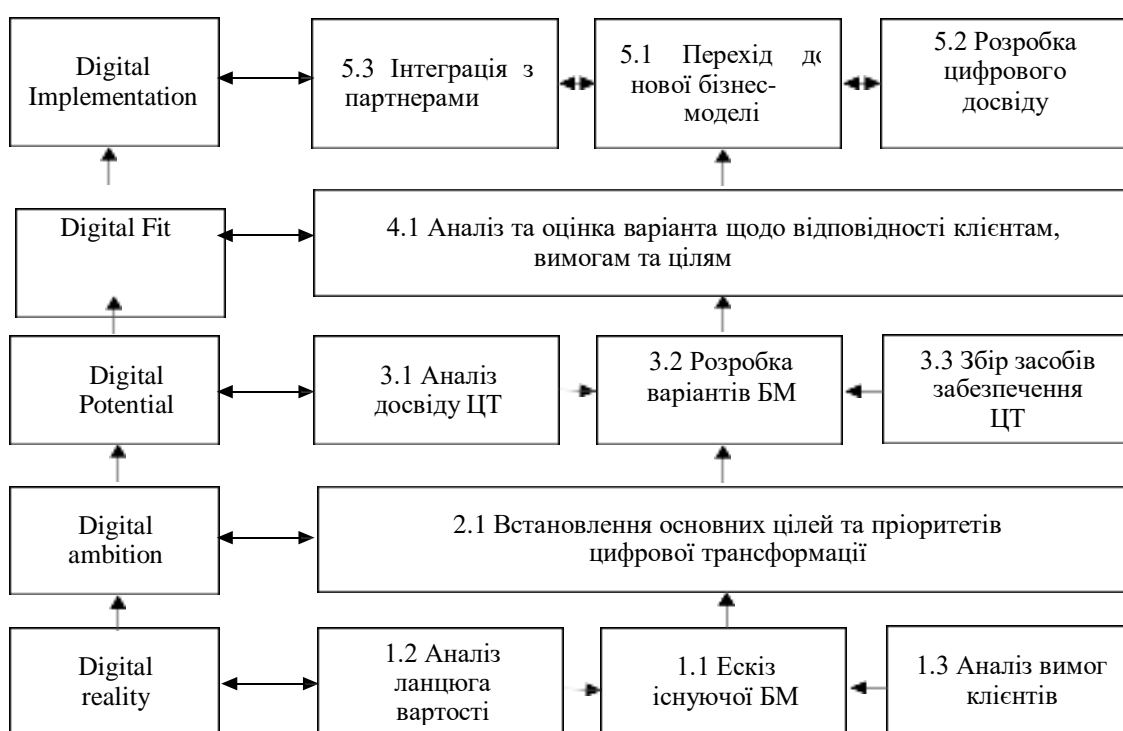 Digital
Implementation
5.3 Інтеграція з
партнерами
5.1 Перехід до
нової бізнес-
моделі
5.2 Розробка
цифрового
досвіду
Digital Fit
4.1 Аналіз та оцінка варіанта щодо відповідності клієнтам,
вимогам та цілям
Digital
Potential
3.1 Аналіз
досвіду ЦТ
3.2 Розробка
варіантів БМ
3.3 Збір засобів
забезпечення
ЦТ
Digital
ambition
2.1 Встановлення основних цілей та пріоритетів
цифрової трансформації
Digital
reality
1.2 Аналіз
ланцюга
вартості
1.1 Ескіз
існуючої БМ
1.3 Аналіз вимог
клієнтів